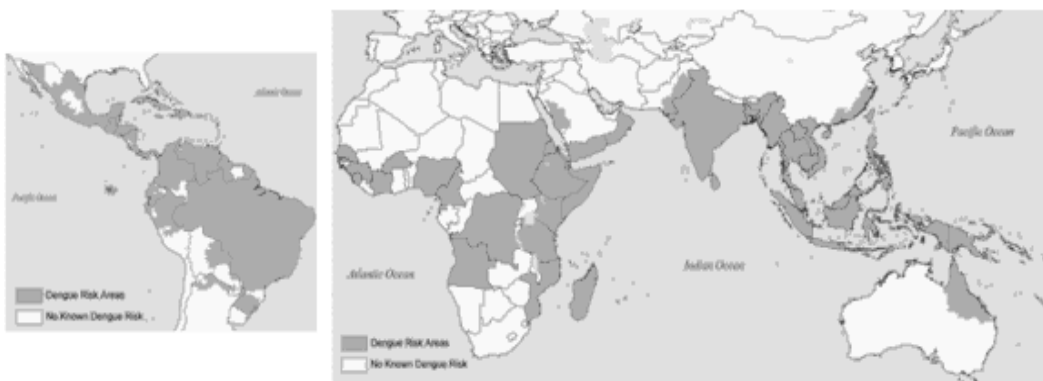 Atlantic Ocean
Pacific Ocean
Dengue Risk Areas
No Known Dengue Risk
Pacific Ocean
Atlantic Ocean
Indian Ocean
Dengue Risk Areas
No Known Dengue Risk